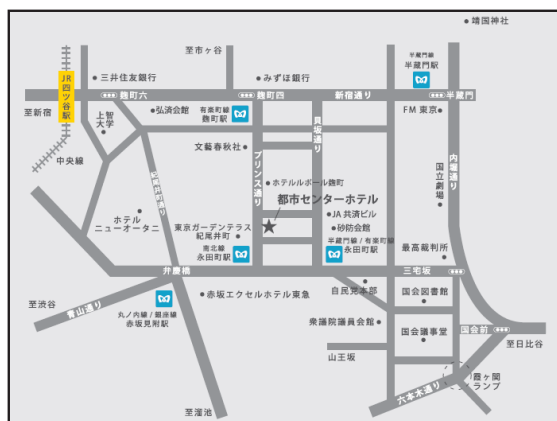 靖国神社
至市ヶ谷
半蔵門線
半蔵門駅
JR四ツ谷駅
三井住友銀行
みずほ銀行
麹町六
麹町四
新宿通り
半蔵門
至新宿
上智
大学
弘済会館
有楽町線
麹町駅
貝坂通り
FM 東京
内堀通り
中央線
文藝春秋社
プリンス通り
国立劇場
ホテルルポール麹町
都市センターホテル
ホテル
ニューオータニ
東京ガーデンテラス
紀尾井町
JA 共済ビル
砂防会館
南北線
永田町駅
半蔵門線/有楽町線
永田町駅
最高裁判所
弁慶橋
三宅坂
自民党本部
国会図書館
至渋谷
青山通り
丸ノ内線/銀座線
赤坂見附駅
赤坂エクセルホテル東急
衆議院議員会館
国会議事堂
国会前
至日比谷
山王坂
霞ヶ関
ランプ
六本木通り
至溜池